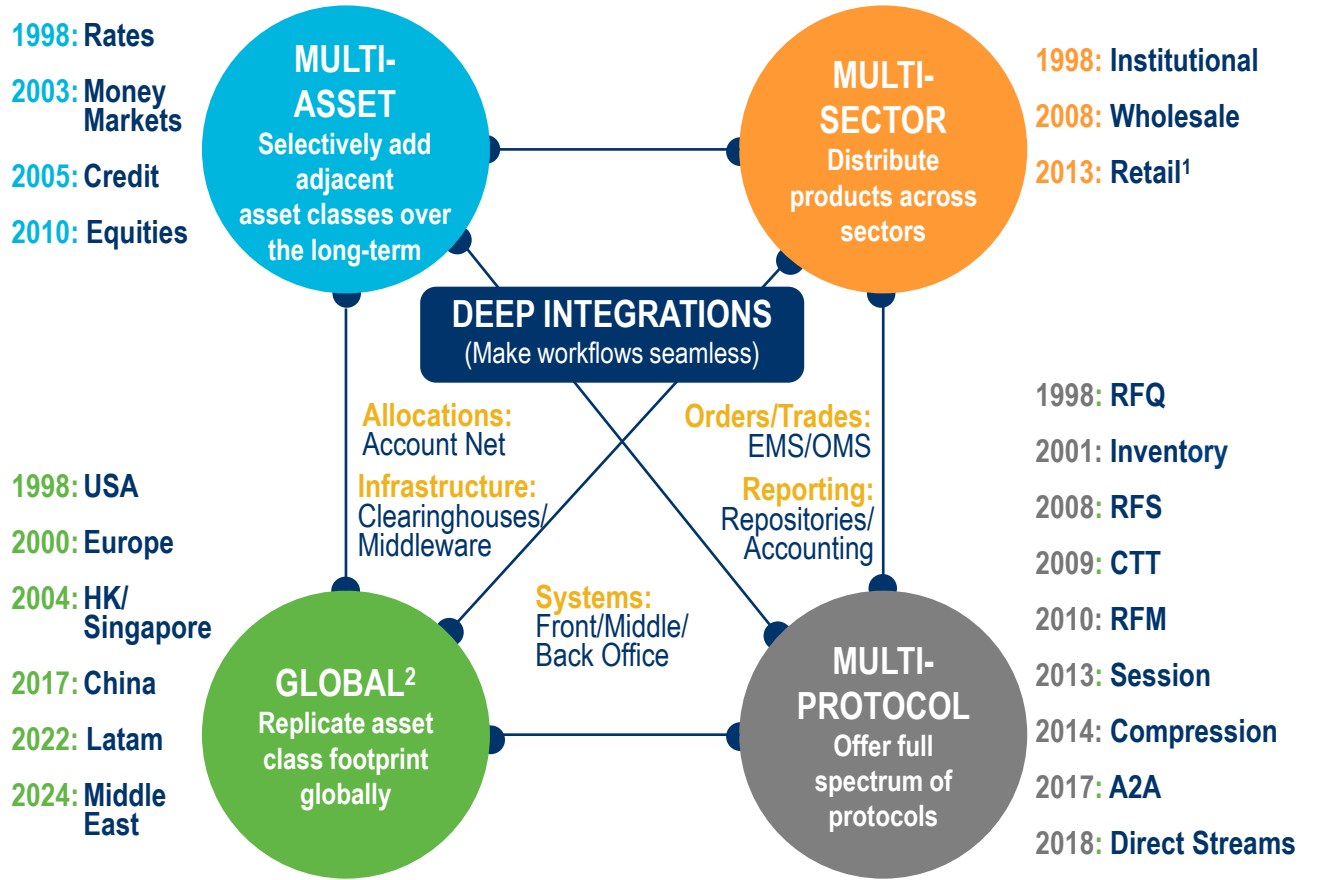 1998: Rates
2003: Money
Markets
2005: Credit
2010: Equities
MULTI-
ASSET
Selectively add
adjacent
asset classes over
the long-term
MULTI-
SECTOR
Distribute
products across
sectors
1998: Institutional
2008: Wholesale
2013: Retail¹
DEEP INTEGRATIONS
(Make workflows seamless)
Allocations:
Account Net
Infrastructure:
Clearinghouses/
Middleware
Orders/Trades:
EMS/OMS
Reporting:
Repositories/
Accounting
Systems:
Front/Middle/
Back Office
1998: USA
2000: Europe
2004: HK/
Singapore
2017: China
2022: Latam
2024: Middle
East
GLOBAL²
Replicate asset
class footprint
globally
MULTI-
PROTOCOL
Offer full
spectrum of
protocols
1998: RFQ
2001: Inventory
2008: RFS
2009: CTT
2010: RFM
2013: Session
2014: Compression
2017: A2A
2018: Direct Streams